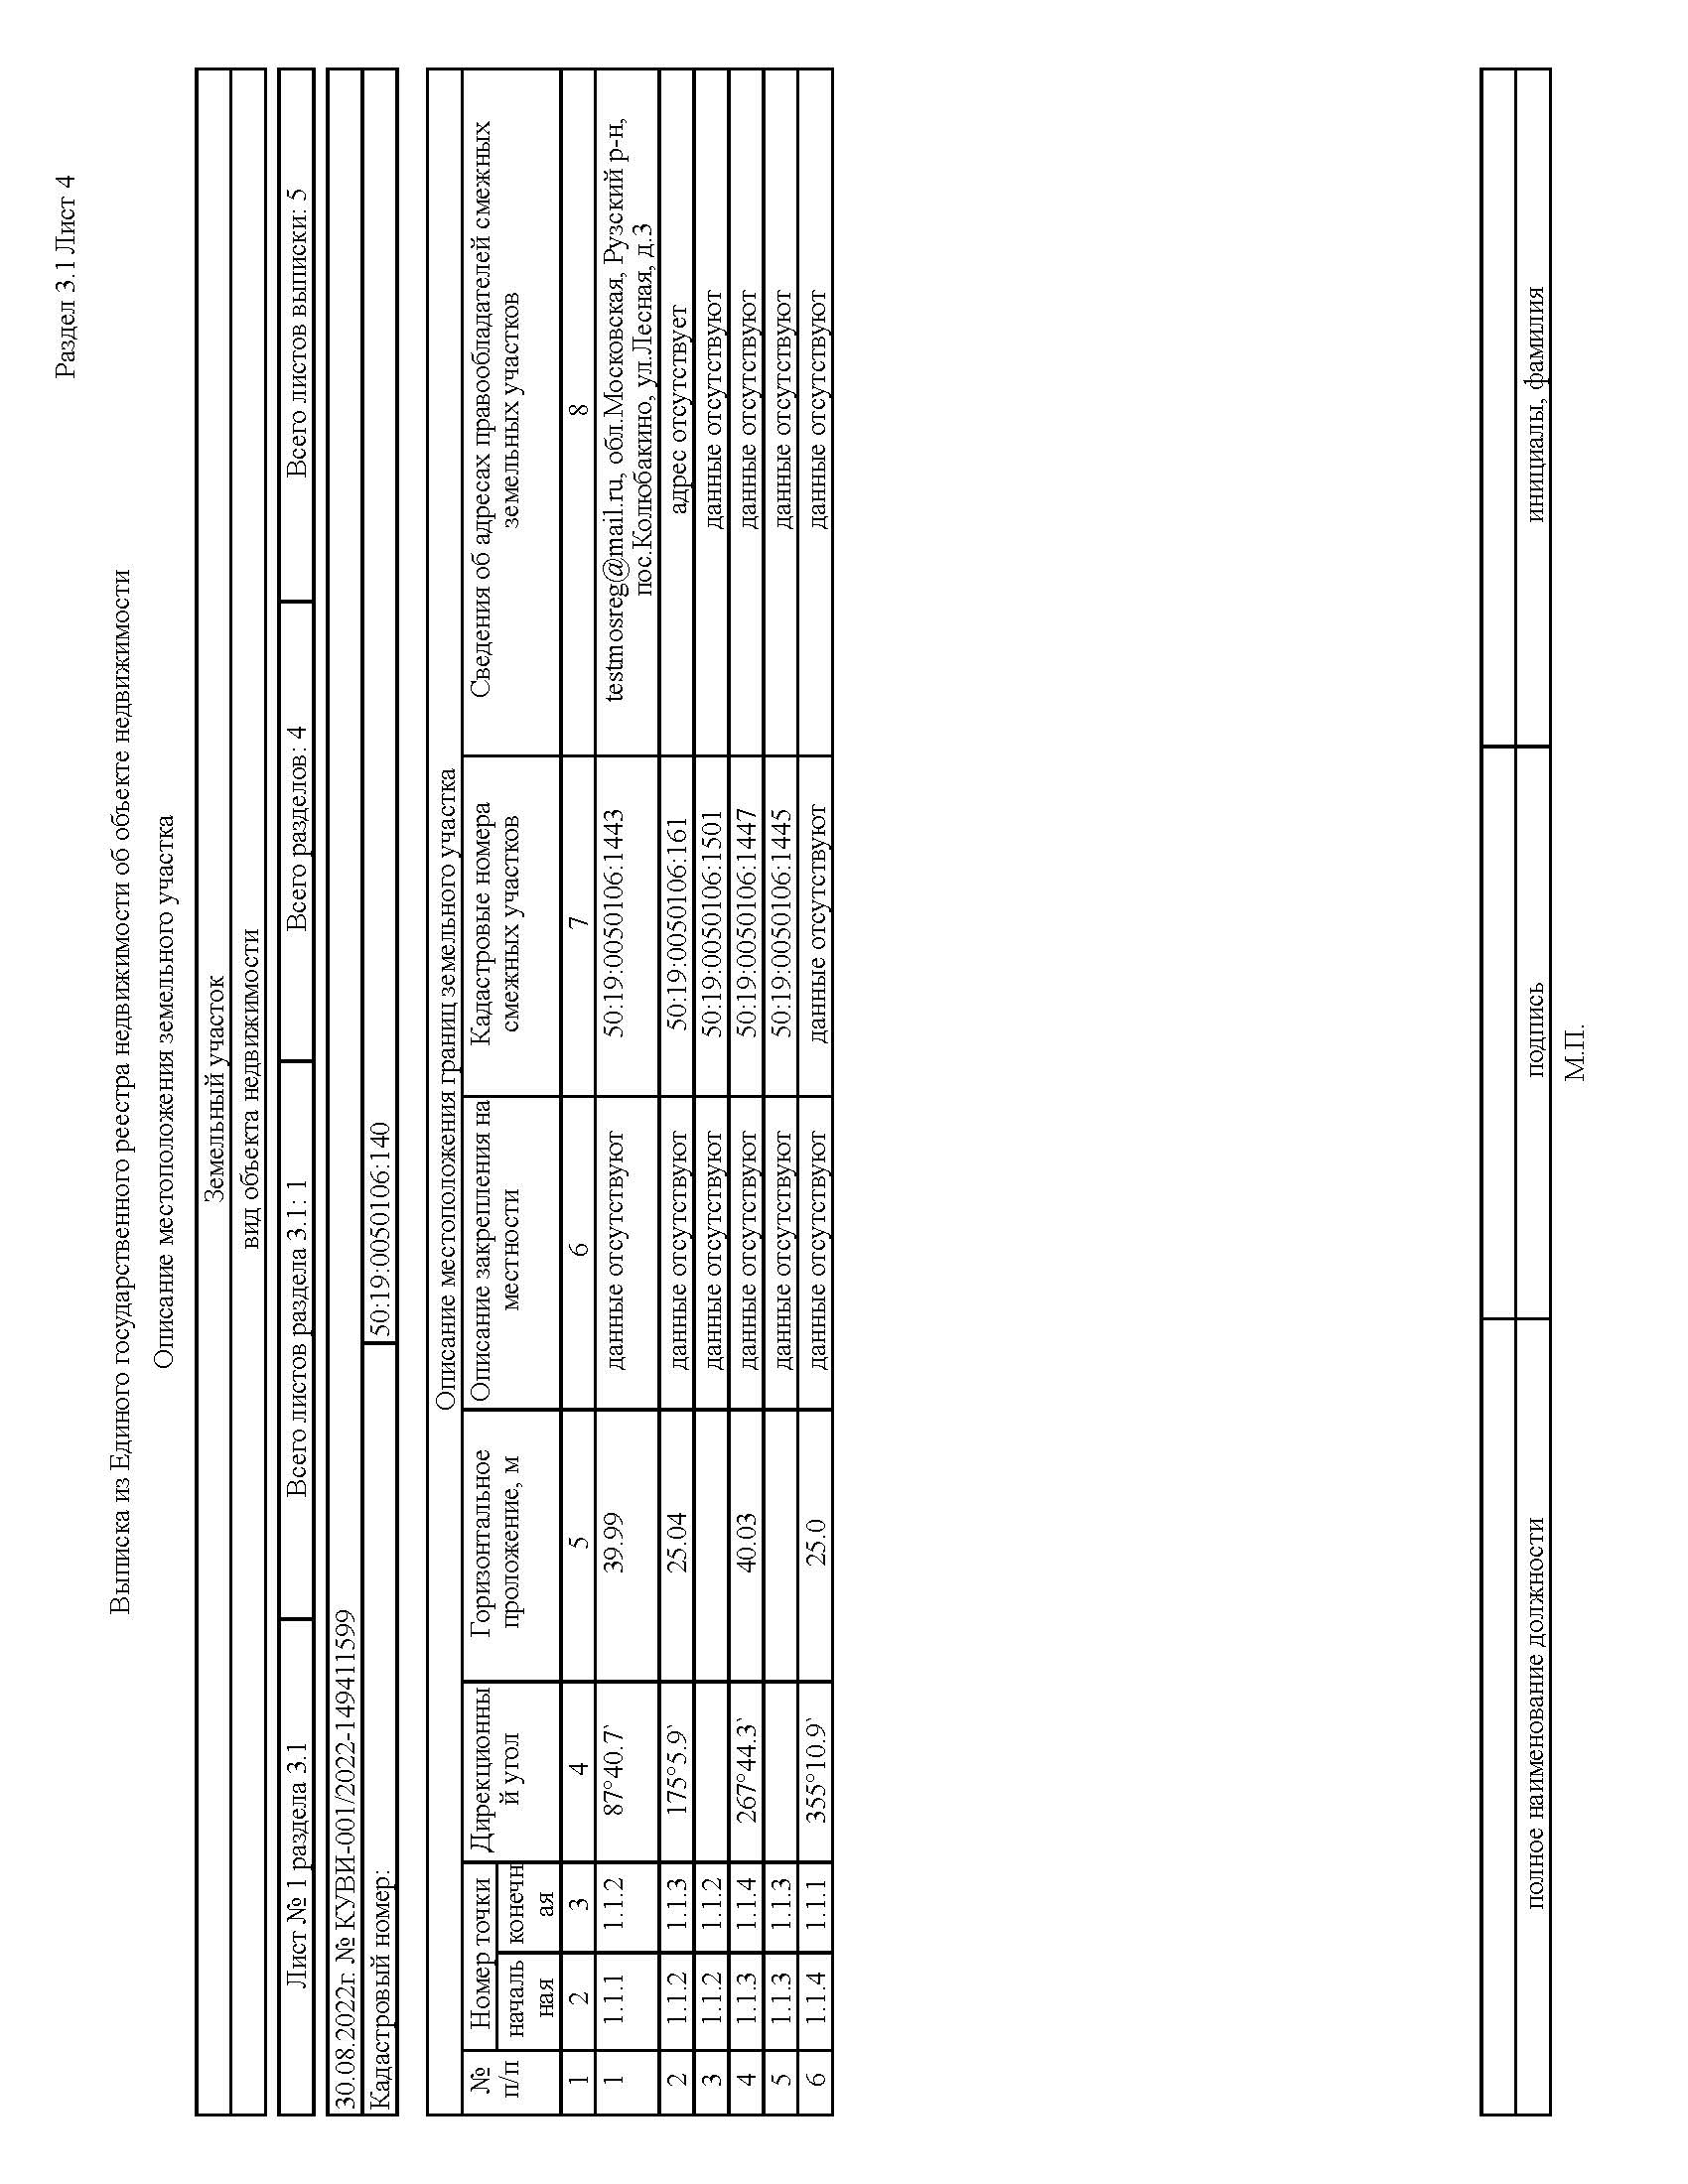 Раздел 3.1 Лист 4
Выписка из Единого государственного реестра недвижимости об объекте недвижимости
Описание местоположения земельного участка
Земельный участок
вид объекта недвижимости
Лист № 1 раздела 3.1 Всего листов раздела 3.1: 1 Всего разделов: 4 Всего листов выписки: 5
30.08.2022г. № КУВИ-001/2022-149411599
Кадастровый номер: 50:19:0050106:140
Описание местоположения границ земельного участка
№ п/п
Номер точки
началь
ная
конечн
ая
Дирекционны
й угол
Горизонтальное
проложение, м
Описание закрепления на
местности
Кадастровые номера
смежных участков
Сведения об адресах правообладателей смежных
земельных участков
1 2 3 4 5 6 7 8
1 1.1.1 1.1.2 87°40.7` 39.99 данные отсутствуют 50:19:0050106:1443 testmosreg@mail.ru, обл.Московская, Рузский р-н,
пос.Колюбакино, ул.Лесная, д.3
2 1.1.2 1.1.3 175°5.9` 25.04 данные отсутствуют 50:19:0050106:161 адрес отсутствует
3 1.1.2 1.1.2 данные отсутствуют 50:19:0050106:1501 данные отсутствуют
4 1.1.3 1.1.4 267°44.3` 40.03 данные отсутствуют 50:19:0050106:1447 данные отсутствуют
5 1.1.3 1.1.3 данные отсутствуют 50:19:0050106:1445 данные отсутствуют
6 1.1.4 1.1.1 355°10.9` 25.0 данные отсутствуют данные отсутствуют данные отсутствуют
полное наименование должности подпись инициалы, фамилия
М.П.